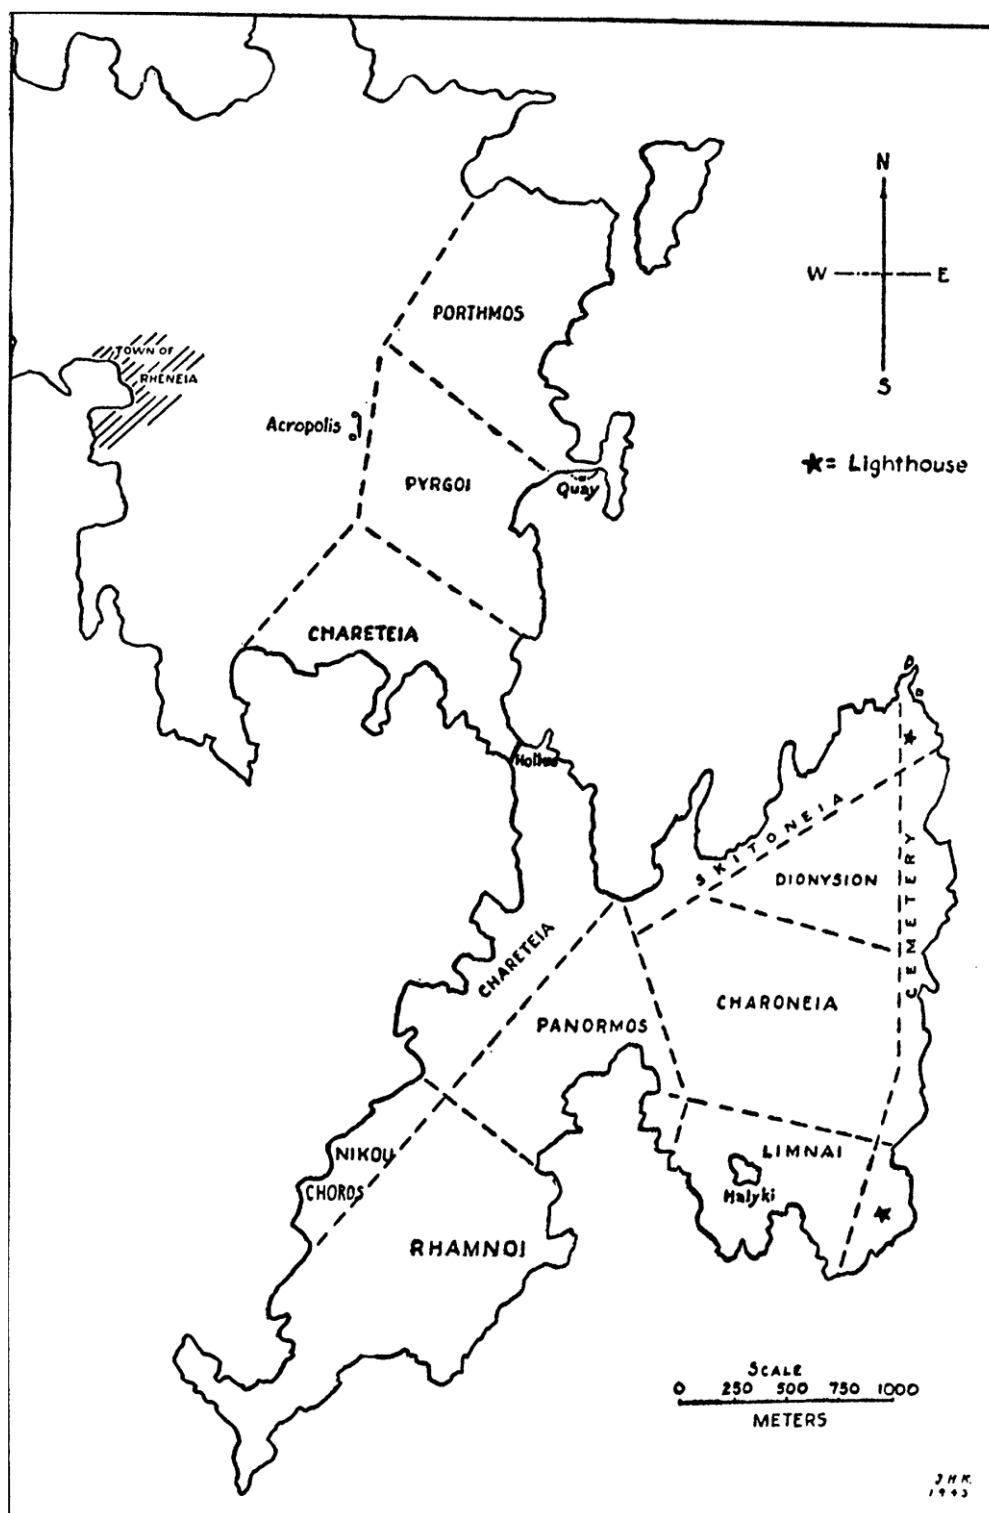 N
W
E
S
PORTHMOS
TOWN OF
RHENEIA
Acropolis
★= Lighthouse
PYRGOI
Quay
CHARETEIA
SKITONEIA
DIONYSION
CEMETERY
CHARETEIA
CHARONEIA
PANORMOS
NIKOU
CHOROS
LIMNAI
Halyki
RHAMNOI
SCALE
0 250 500 750 1000
METERS
J H K.
1943